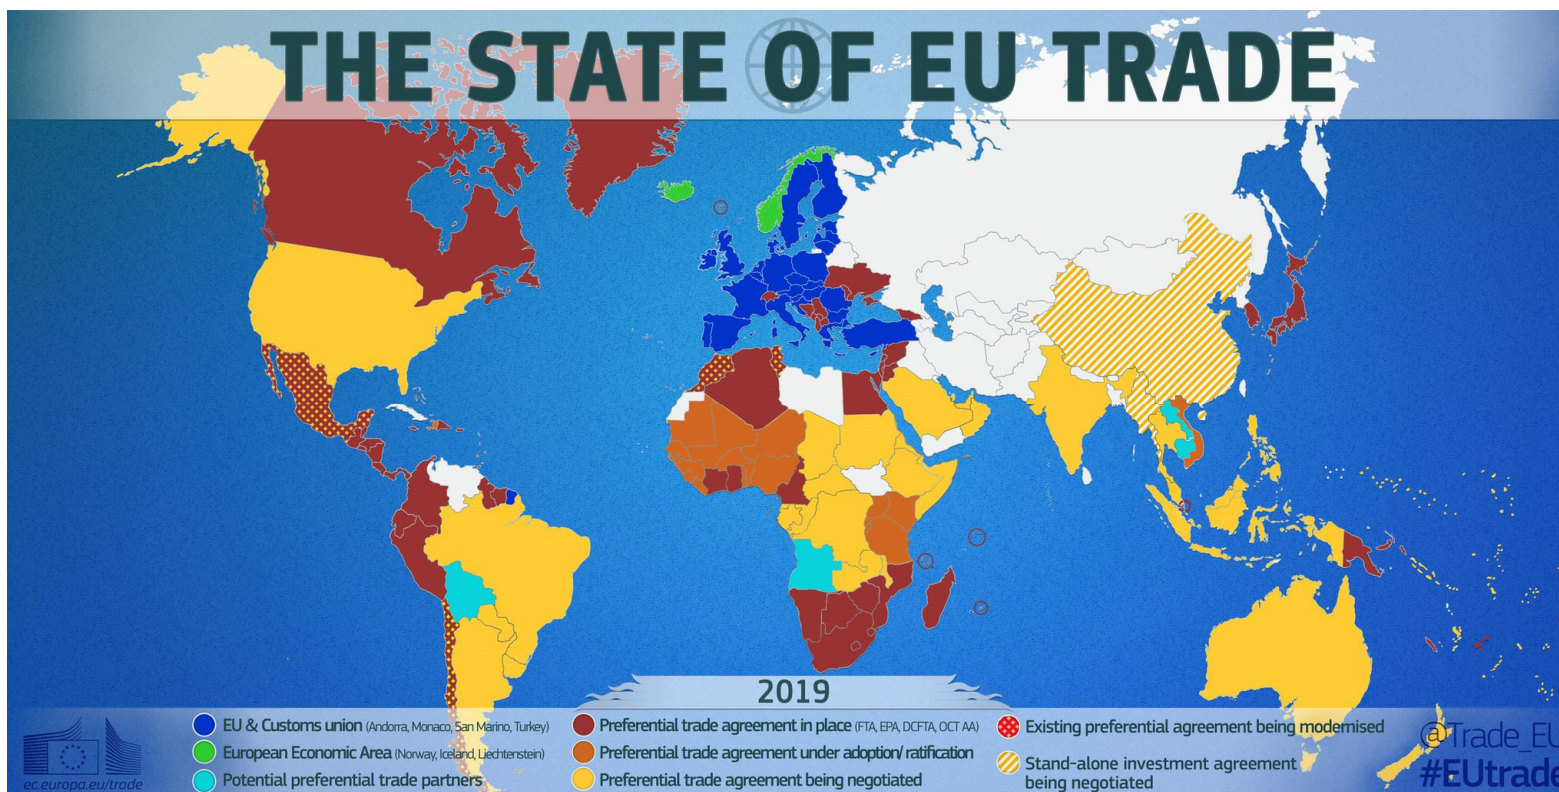 THE STATE OF EU TRADE
2019
EU & Customs union (Andorra, Monaco, San Marino, Turkey)
European Economic Area (Norway, Iceland, Liechtenstein)
Potential preferential trade partners
Preferential trade agreement in place (FTA, EPA, DCFTA, OCT AA)
Preferential trade agreement under adoption/ratification
Preferential trade agreement being negotiated
Existing preferential agreement being modernised
Stand-alone investment agreement
being negotiated
ec.europa.eu/trade
@Trade_EU
#EUtrade